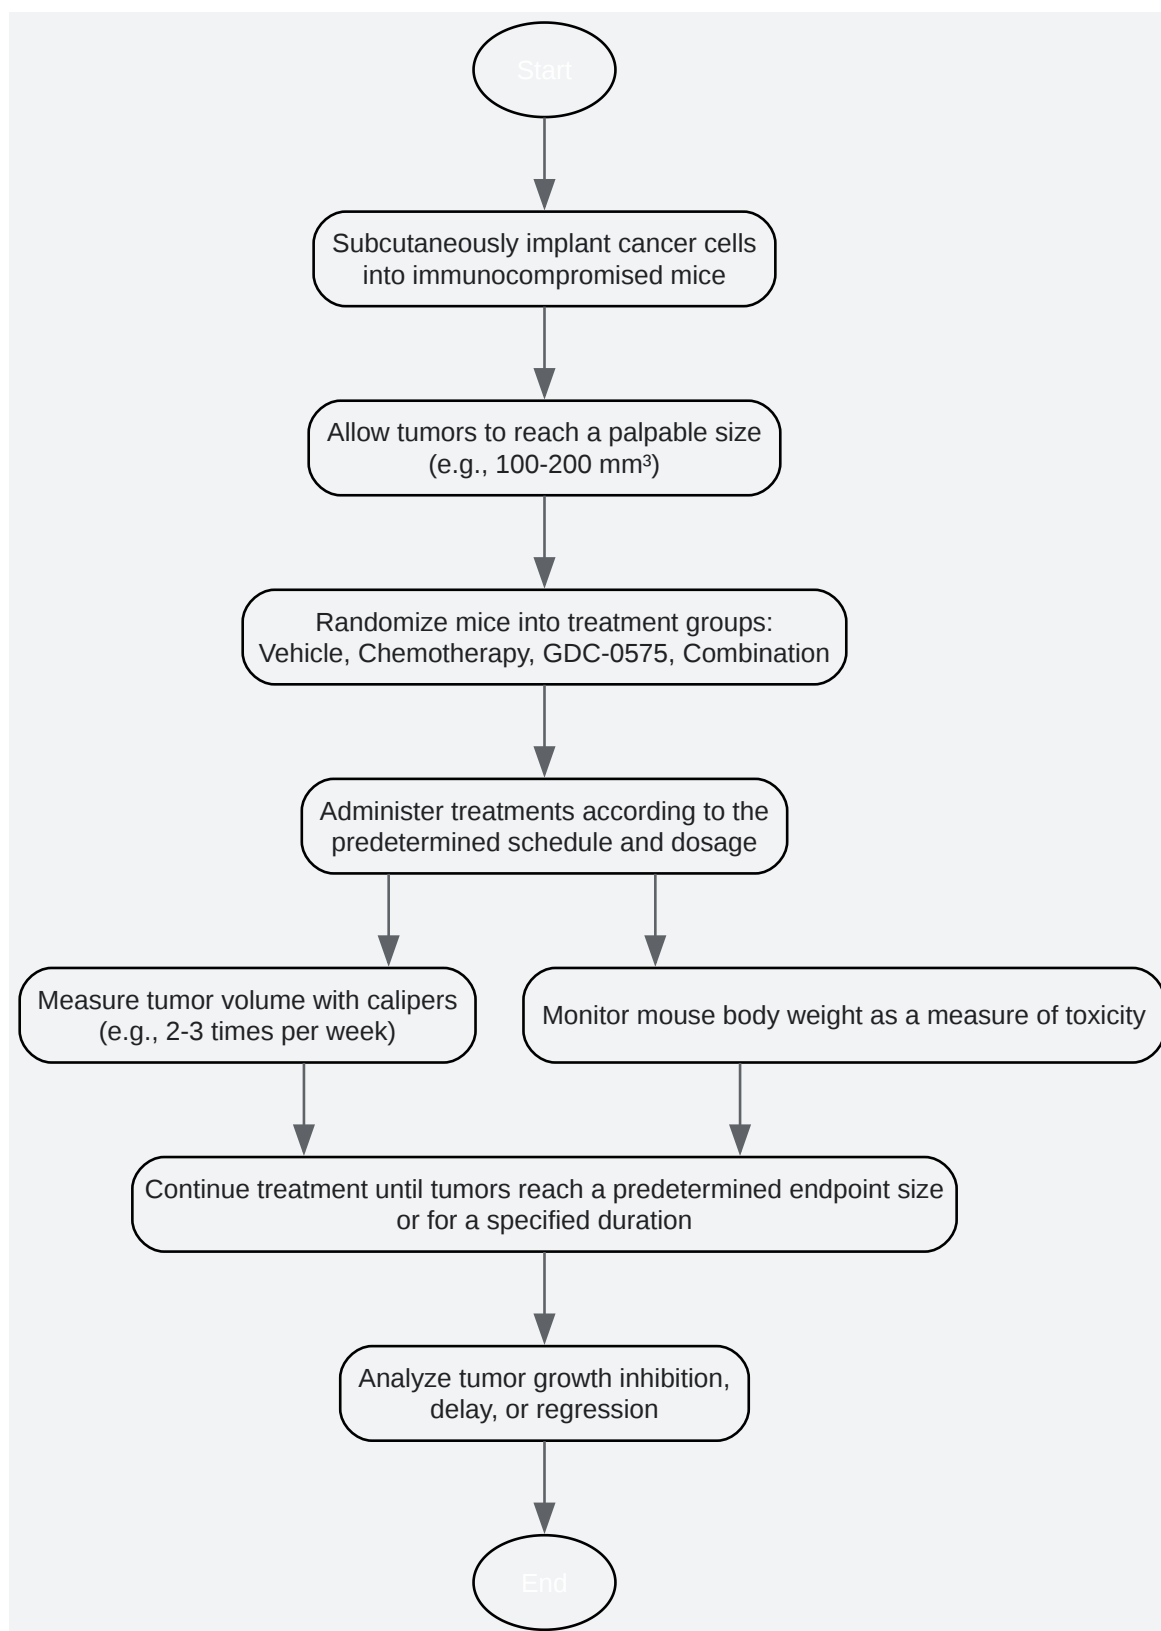 Start
Subcutaneously implant cancer cells
into immunocompromised mice
Allow tumors to reach a palpable size
(e.g., 100-200 mm³)
Randomize mice into treatment groups:
Vehicle, Chemotherapy, GDC-0575, Combination
Administer treatments according to the
predetermined schedule and dosage
Measure tumor volume with calipers
(e.g., 2-3 times per week)
Monitor mouse body weight as a measure of toxicity
Continue treatment until tumors reach a predetermined endpoint size
or for a specified duration
Analyze tumor growth inhibition,
delay, or regression
End